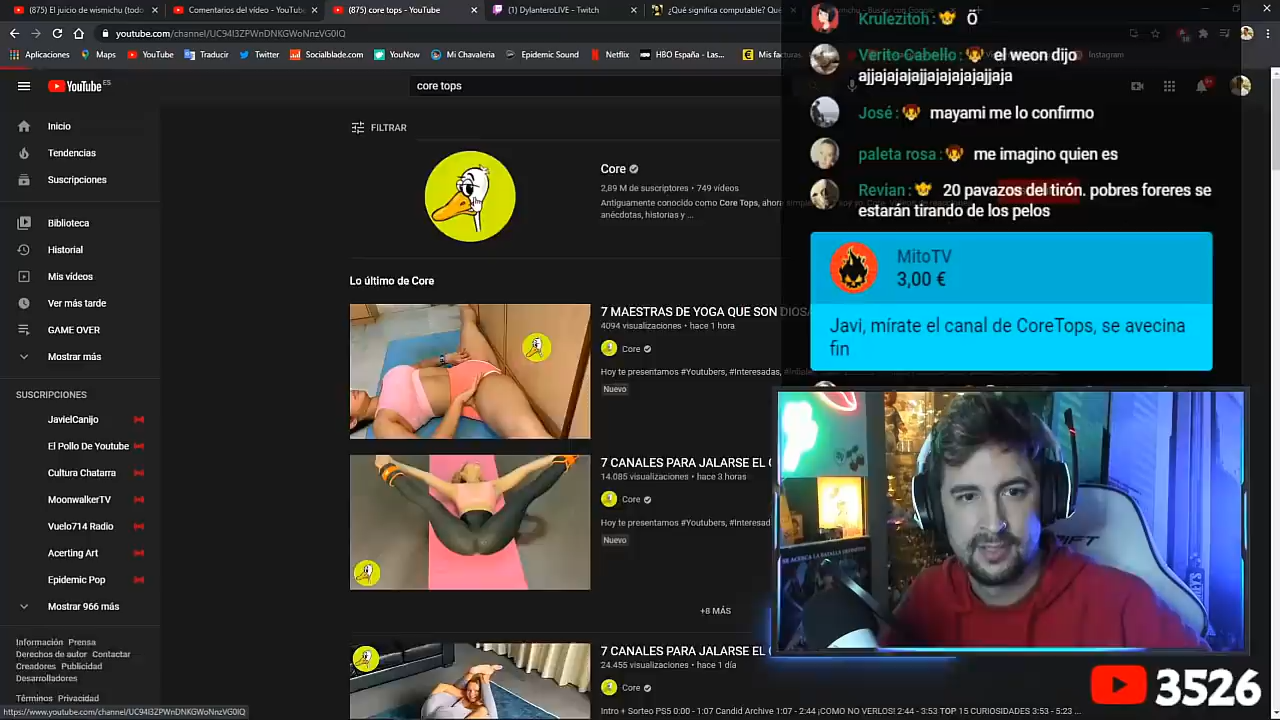 (875) El juicio de wismichu (todo
Comentarios del vídeo - YouTub
(875) core tops - YouTube
(1) DylanteroLIVE - Twitch
¿Qué significa computable? Qu
youtube.com/channel/UC94I3ZPWnDNKGWoNnzVG0IQ
Aplicaciones
Maps
YouTube
Traducir
Twitter
Socialblade.com
YouNow
Mi Chavalería
Epidemic Sound
Netflix
HBO España - Las...
Mis facturas
Instagram
YouTube ES
core tops
Inicio
Tendencias
Suscripciones
Biblioteca
Historial
Mis vídeos
Ver más tarde
GAME OVER
Mostrar más
SUSCRIPCIONES
JavielCanijo
El Pollo De Youtube
Cultura Chatarra
MoonwalkerTV
Vuelo714 Radio
Acerting Art
Epidemic Pop
Mostrar 966 más
Información Prensa
Derechos de autor Contactar
Creadores Publicidad
Desarrolladores
Términos Privacidad
https://www.youtube.com/channel/UC94I3ZPWnDNKGWoNnzVG0IQ
FILTRAR
Core
2,89 M de suscriptores • 749 vídeos
Antiguamente conocido como Core Tops, ahora
anécdotas, historias y ...
Lo último de Core
7 MAESTRAS DE YOGA QUE SON DIOSA
4094 visualizaciones • hace 1 hora
Core
Hoy te presentamos #Youtubers, #Interesadas,
Nuevo
7 CANALES PARA JALARSE EL
14.085 visualizaciones • hace 3 horas
Core
Hoy te presentamos #Youtubers, #Interesad
Nuevo
+8 MÁS
7 CANALES PARA JALARSE EL
24.455 visualizaciones • hace 1 día
Core
Intro + Sorteo PS5 0:00 - 1:07 Candid Archive 1:07 - 2:44 ¡COMO NO VERLOS! 2:44 - 3:53 TOP 15 CURIOSIDADES 3:53 - 5:23 ...
Krulezitoh: Ö
Verito Cabello: el weon dijo
ajjajajajajjajajajajajjaja
José: mayami me lo confirmo
paleta rosa: me imagino quien es
Revian: 20 pavazos del tirón. pobres foreres se
estarán tirando de los pelos
MitoTV
3,00 €
Javi, mírate el canal de CoreTops, se avecina
fin
3526